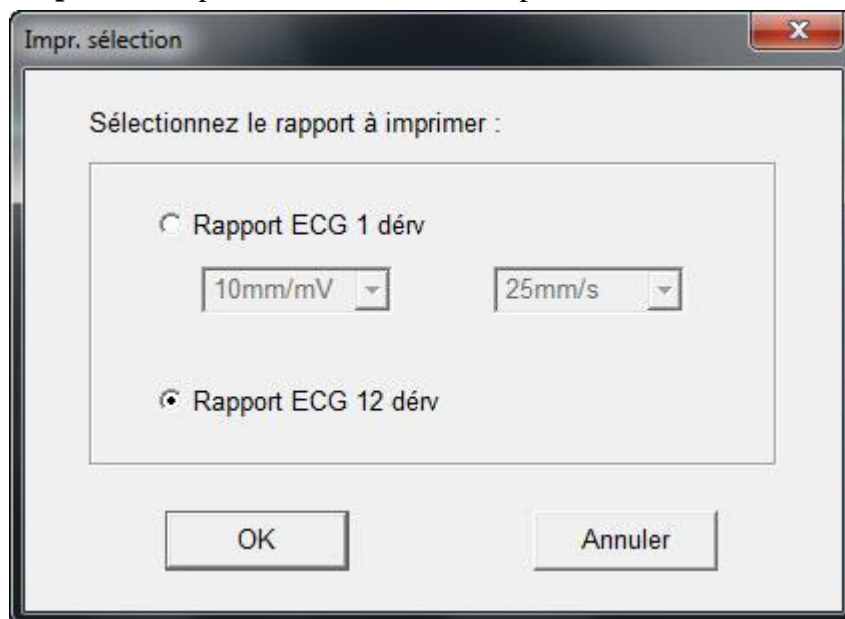 Impr. sélection
Sélectionnez le rapport à imprimer :
Rapport ECG 1 dérv
10mm/mV 25mm/s
Rapport ECG 12 dérv
OK Annuler